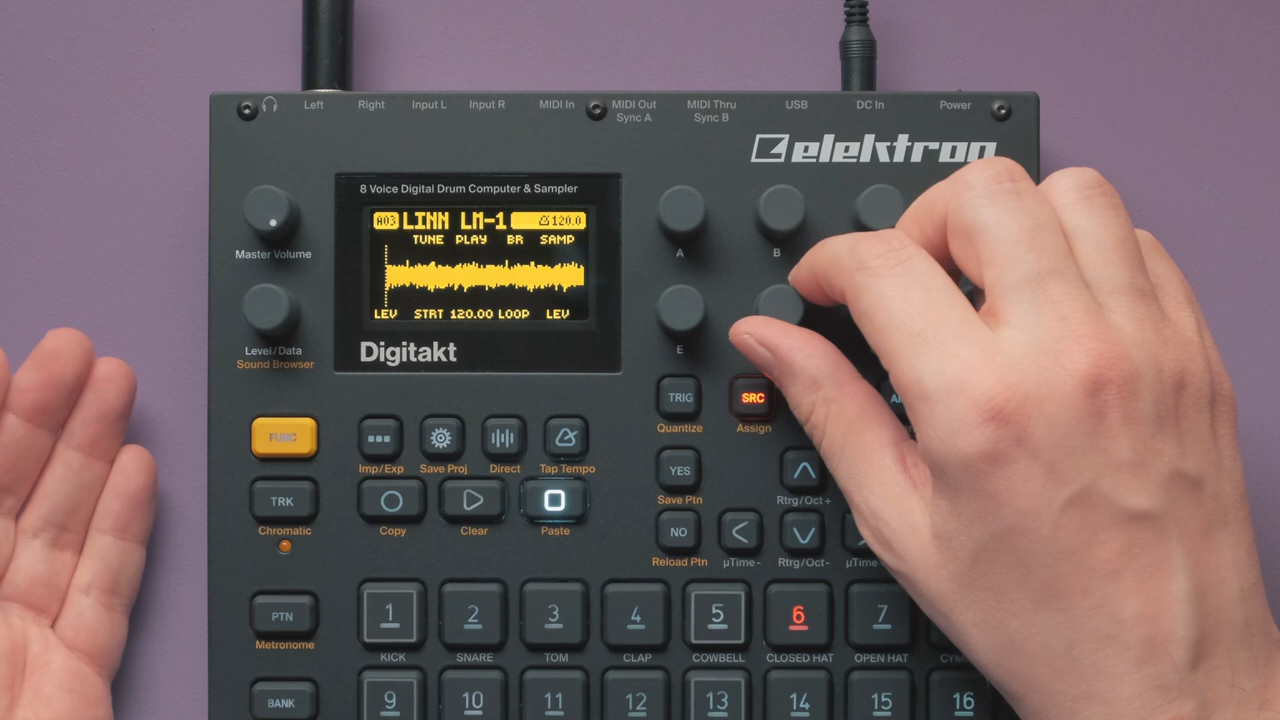 Left Right Input L Input R MIDI In MIDI Out MIDI Thru USB DC In Power
Sync A Sync B
elektron
8 Voice Digital Drum Computer & Sampler
A03 LINN LM-1 120.0
TUNE PLAY BR SAMP
LEV STRT 120.00 LOOP LEV
Digitakt
Master Volume
A B
Level/Data
Sound Browser
E
TRIG SRC
Quantize Assign
FUNC
Imp/Exp Save Proj Direct Tap Tempo
YES
Save Ptn Rtrg/Oct+
TRK
Chromatic Copy Clear Paste
NO
Reload Ptn µTime- Rtrg/Oct- µTime
PTN
Metronome
1 2 3 4 5 6 7
KICK SNARE TOM CLAP COWBELL CLOSED HAT OPEN HAT
BANK
9 10 11 12 13 14 15 16